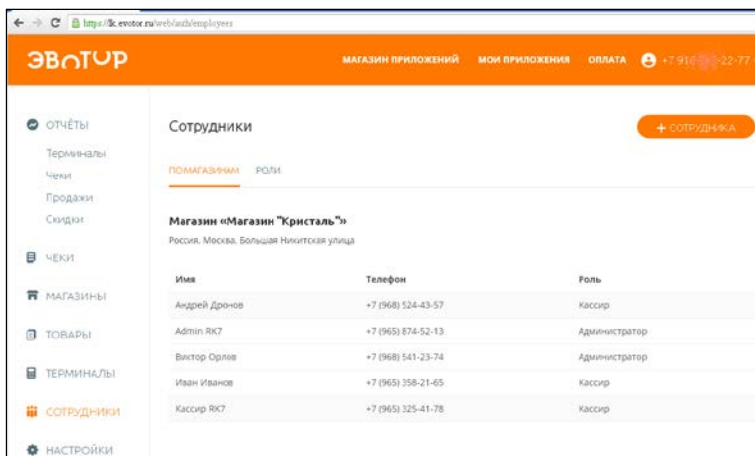 https://lk.evotor.ru/web/auth/employees
ЭВОТОР
МАГАЗИН ПРИЛОЖЕНИЙ МОИ ПРИЛОЖЕНИЯ ОПЛАТА +7 91 -22-77
ОТЧЁТЫ
Терминалы
Чеки
Продажи
Скидки
ЧЕКИ
МАГАЗИНЫ
ТОВАРЫ
ТЕРМИНАЛЫ
СОТРУДНИКИ
НАСТРОЙКИ
Сотрудники
+ СОТРУДНИКА
ПО МАГАЗИНАМ РОЛИ
Магазин «Магазин "Кристаль"»
Россия, Москва, Большая Никитская улица
Имя Телефон Роль
Андрей Дронов +7 (968) 524-43-57 Кассир
Admin RK7 +7 (965) 874-52-13 Администратор
Виктор Орлов +7 (968) 541-23-74 Администратор
Иван Иванов +7 (965) 358-21-65 Кассир
Кассир RK7 +7 (965) 325-41-78 Кассир